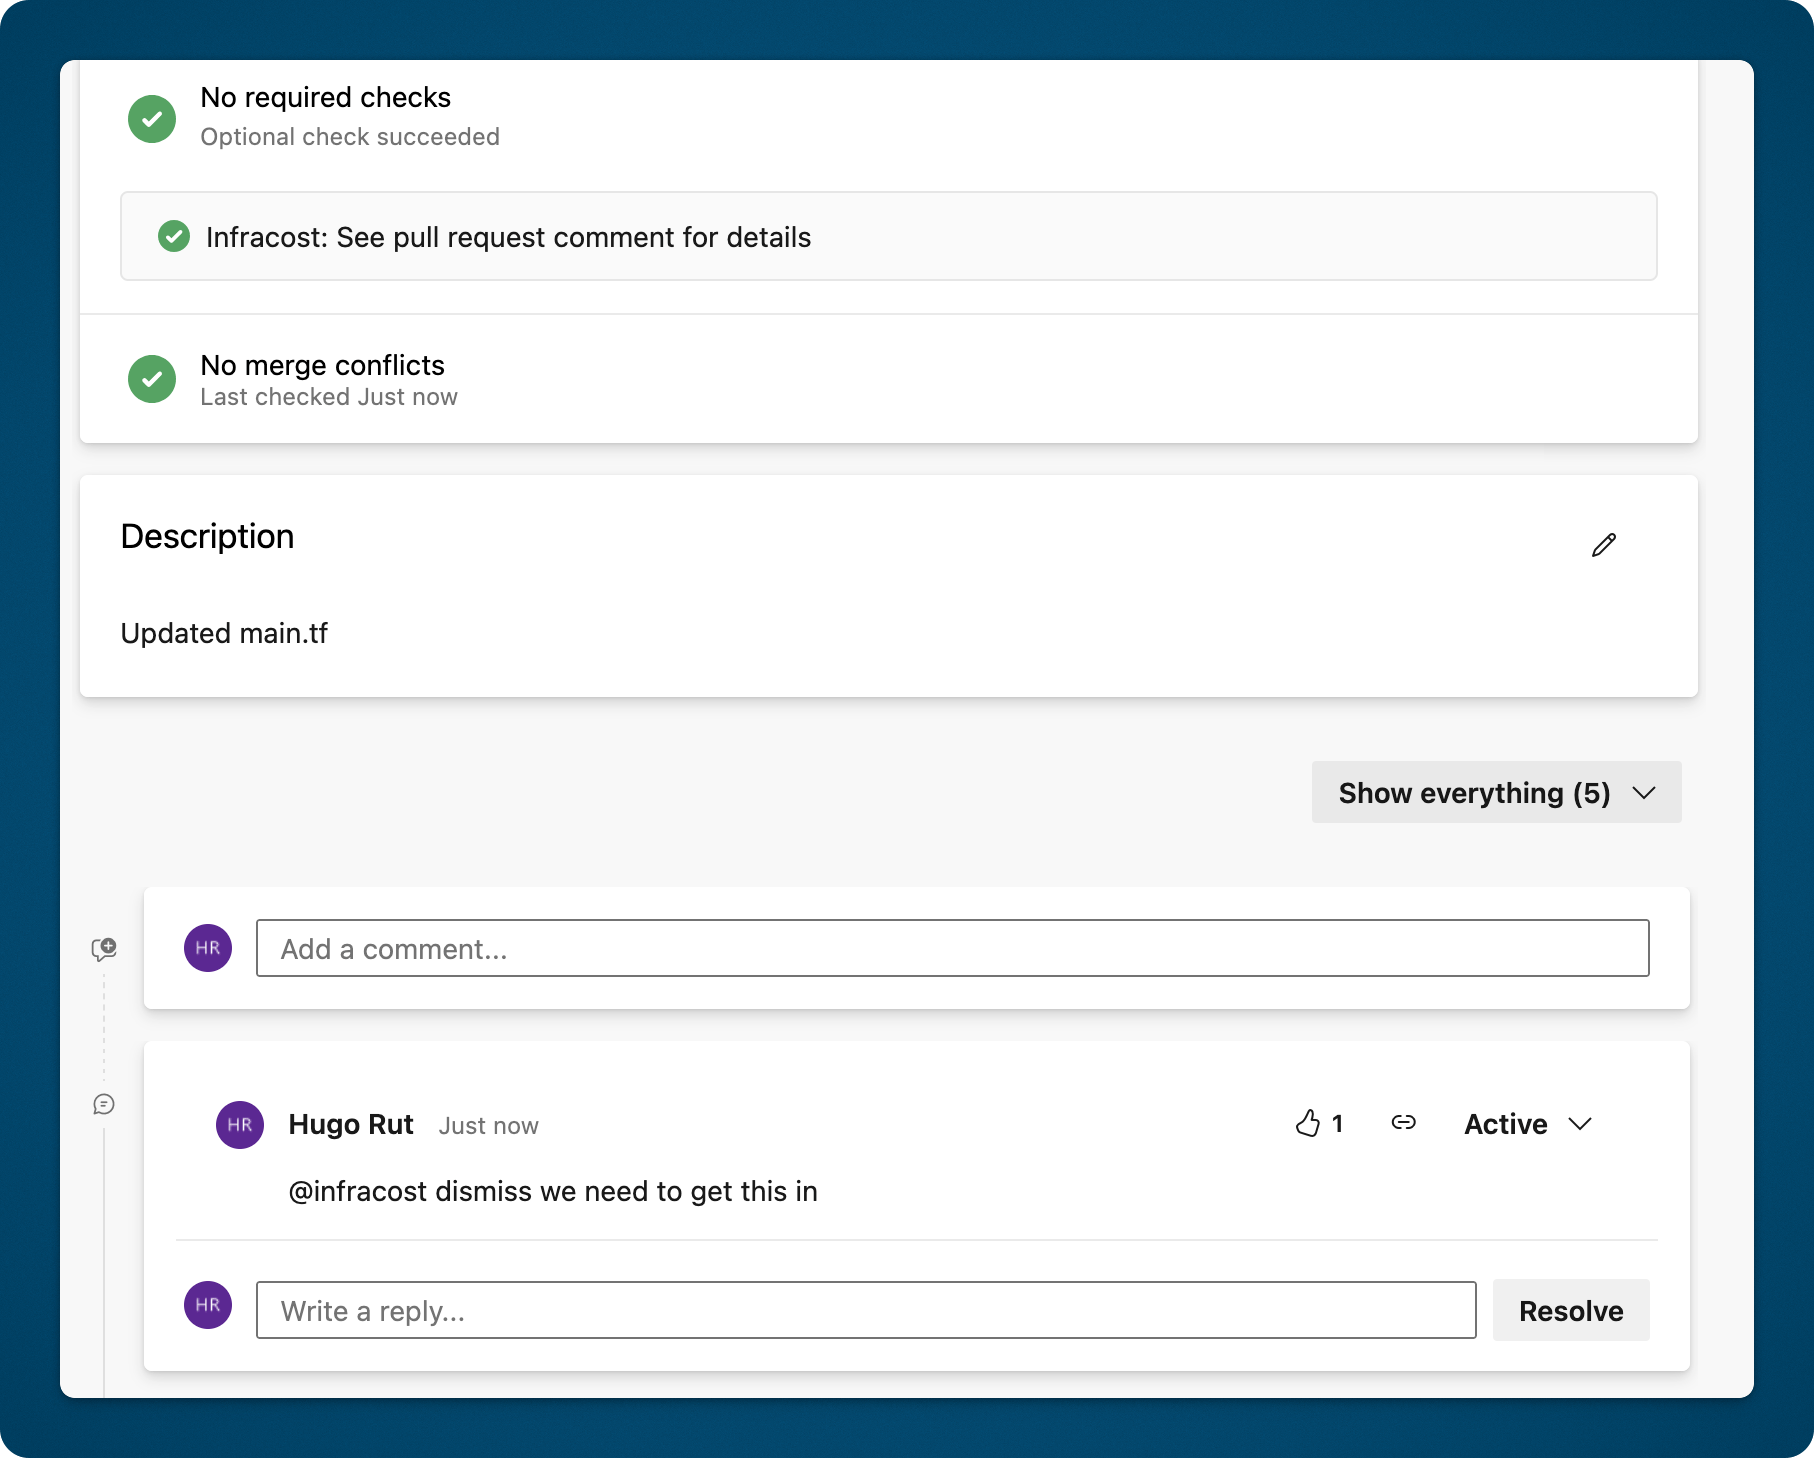 No required checks
Optional check succeeded
Infracost: See pull request comment for details
No merge conflicts
Last checked Just now
Description
Updated main.tf
Show everything (5)
HR
Add a comment...
HR
Hugo Rut Just now 1 Active
@infracost dismiss we need to get this in
HR
Write a reply... Resolve